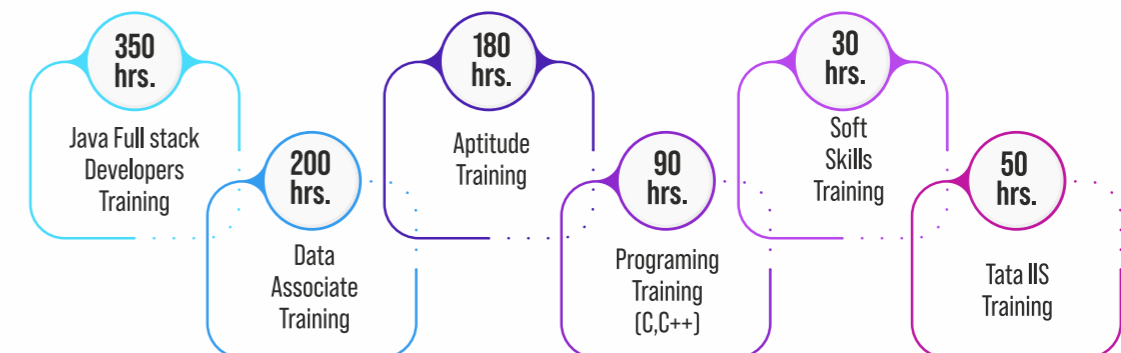 350
hrs.
Java Full stack
Developers
Training
200
hrs.
Data
Associate
Training
180
hrs.
Aptitude
Training
90
hrs.
Programing
Training
(C,C++)
30
hrs.
Soft
Skills
Training
50
hrs.
Tata IIS
Training